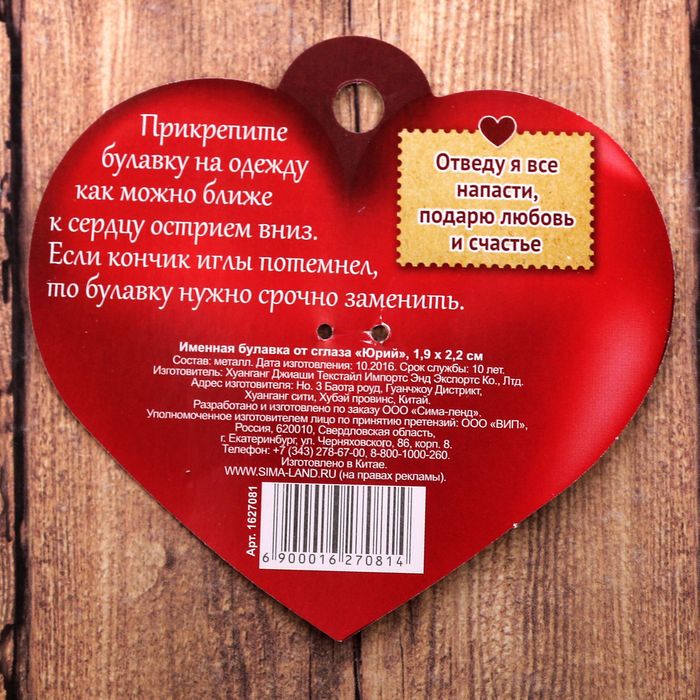 Прикрепите
булавку на одежду
как можно ближе
к сердцу острием вниз.
Если кончик иглы потемнел,
то булавку нужно срочно заменить.
Отведу я все
напасти,
подарю любовь
и счастье
Именная булавка от сглаза «Юрий», 1,9 х 2,2 см
Состав: металл. Дата изготовления: 10.2016. Срок службы: 10 лет.
Изготовитель: Хуанганг Джиаши Текстайл Импортс Энд Экспортс Ко., Лтд.
Адрес изготовителя: Но. 3 Баота роуд, Гуанчжоу Дистрикт,
Хуанганг сити, Хубэй провинс, Китай.
Разработано и изготовлено по заказу ООО «Сима-ленд».
Уполномоченное изготовителем лицо по принятию претензий: ООО «ВИП»,
Россия, 620010, Свердловская область,
г. Екатеринбург, ул. Черняховского, 86, корп. 8.
Телефон: +7 (343) 278-67-00, 8-800-1000-260.
Изготовлено в Китае.
WWW.SIMA-LAND.RU (на правах рекламы).
Арт. 1627081
6 900016 270814